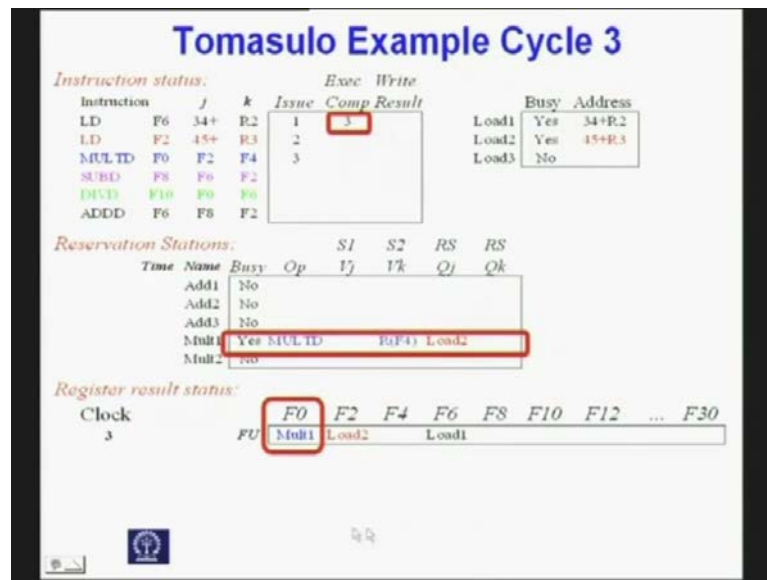 Tomasulo Example Cycle 3
Instruction status: Exec Write
Instruction j k Issue Comp Result Busy Address
LD F6 34+ R2 1 3 Load1 Yes 34+R2
LD F2 45+ R3 2 Load2 Yes 45+R3
MULTD F0 F2 F4 3 Load3 No
SUBD F8 F6 F2
DIVD F10 F0 F6
ADDD F6 F8 F2
Reservation Stations: S1 S2 RS RS
Time Name Busy Op Vj Vk Qj Qk
Add1 No
Add2 No
Add3 No
Mult1 Yes MULTD R(F4) Load2
Mult2 No
Register result status:
Clock F0 F2 F4 F6 F8 F10 F12 ... F30
3 FU Mult1 Load2 Load1